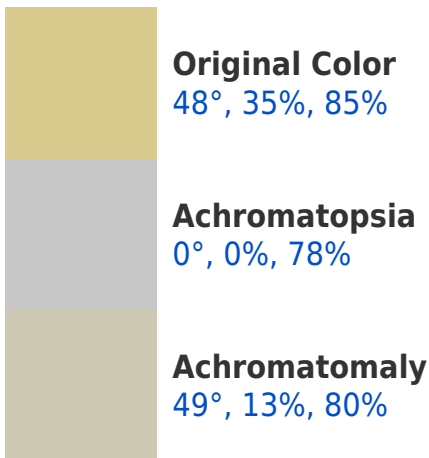 Original Color
48°, 35%, 85%
Achromatopsia
0°, 0%, 78%
Achromatomaly
49°, 13%, 80%